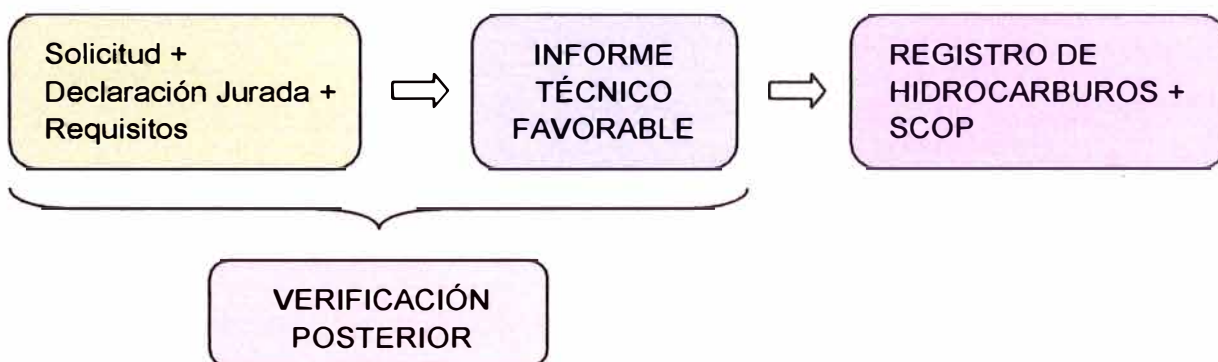 Solicitud +
Declaración Jurada +
Requisitos
INFORME
TÉCNICO
FAVORABLE
REGISTRO DE
HIDROCARBUROS +
SCOP
VERIFICACIÓN
POSTERIOR